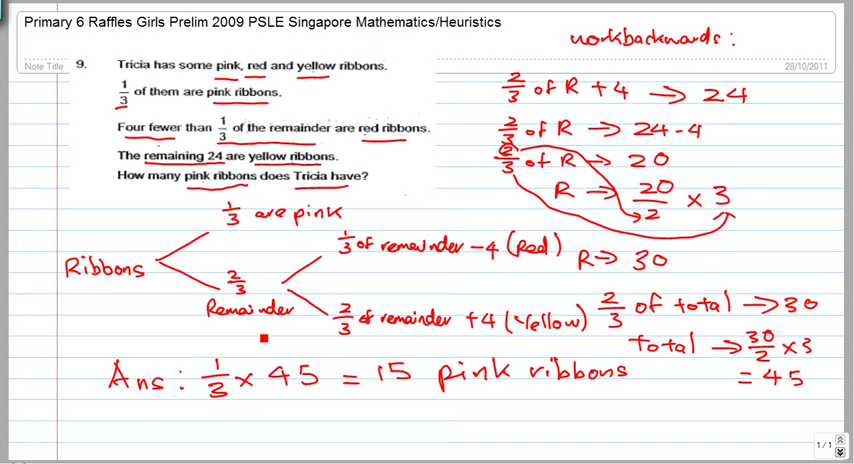 Primary 6 Raffles Girls Prelim 2009 PSLE Singapore Mathematics/Heuristics
Note Title
28/10/2011
9. Tricia has some pink, red and yellow ribbons.
1/3 of them are pink ribbons.
Four fewer than 1/3 of the remainder are red ribbons.
The remaining 24 are yellow ribbons.
How many pink ribbons does Tricia have?
workbackwards :
2/3 of R + 4 → 24
2/3 of R → 24 - 4
2/3 of R → 20
R → 20/2 × 3
R → 30
Ribbons
1/3 are pink
2/3
Remainder
1/3 of remainder - 4 (Red)
2/3 of remainder + 4 (Yellow)
2/3 of total → 30
Total → 30/2 × 3
= 45
Ans : 1/3 × 45 = 15 pink ribbons
1 / 1